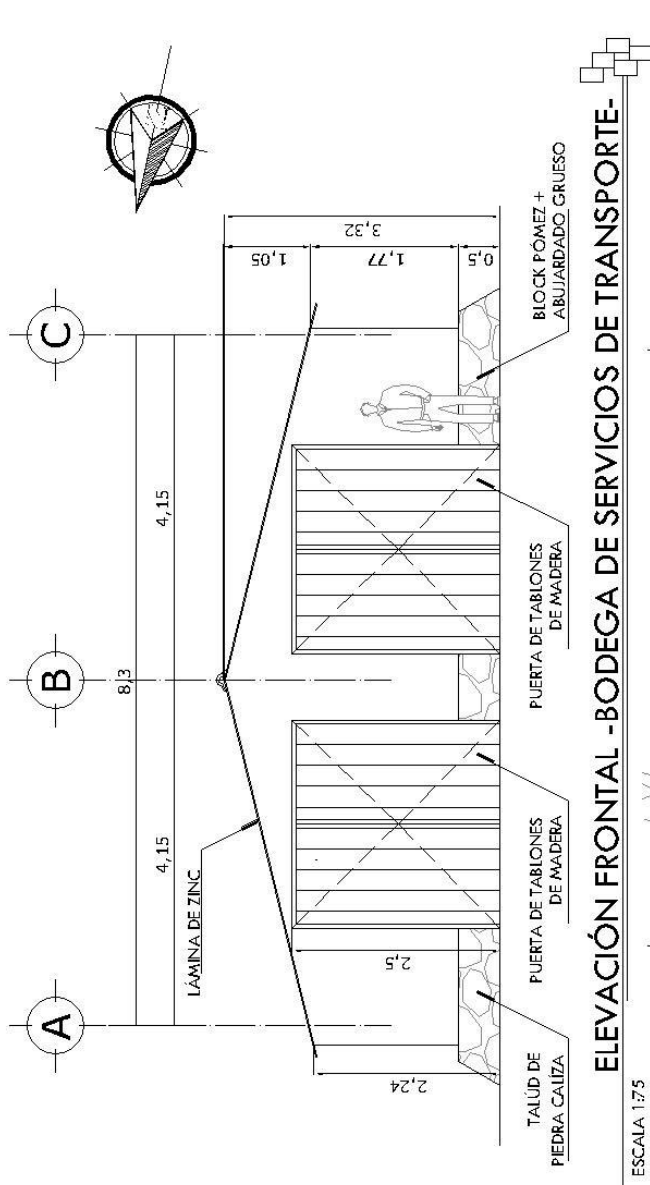 A
B
C
8,3
4,15
4,15
LÁMINA DE ZINC
1,05
1,77
0,5
3,32
2,24
2,5
TALÚD DE
PIEDRA CALÍZA
PUERTA DE TABLONES
DE MADERA
PUERTA DE TABLONES
DE MADERA
BLOCK PÓMEZ +
ABUJARDADO GRUESO
ELEVACIÓN FRONTAL -BODEGA DE SERVICIOS DE TRANSPORTE-
ESCALA 1:75